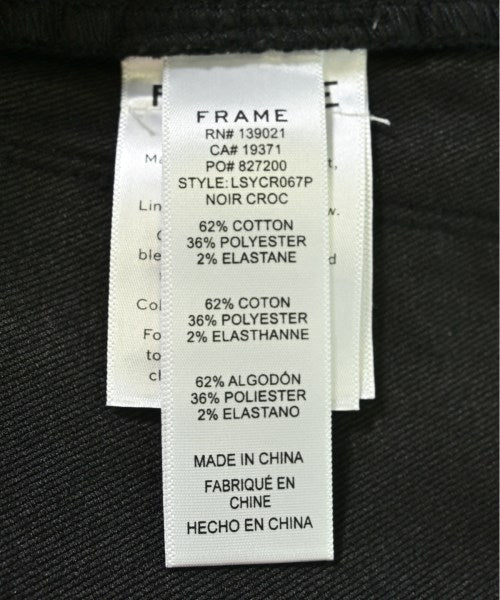 FRAME
RN# 139021
CA# 19371
PO# 827200
STYLE: LSYCR067P
NOIR CROC
62% COTTON
36% POLYESTER
2% ELASTANE
62% COTON
36% POLYESTER
2% ELASTHANNE
62% ALGODÓN
36% POLIESTER
2% ELASTANO
MADE IN CHINA
FABRIQUÉ EN
CHINE
HECHO EN CHINA